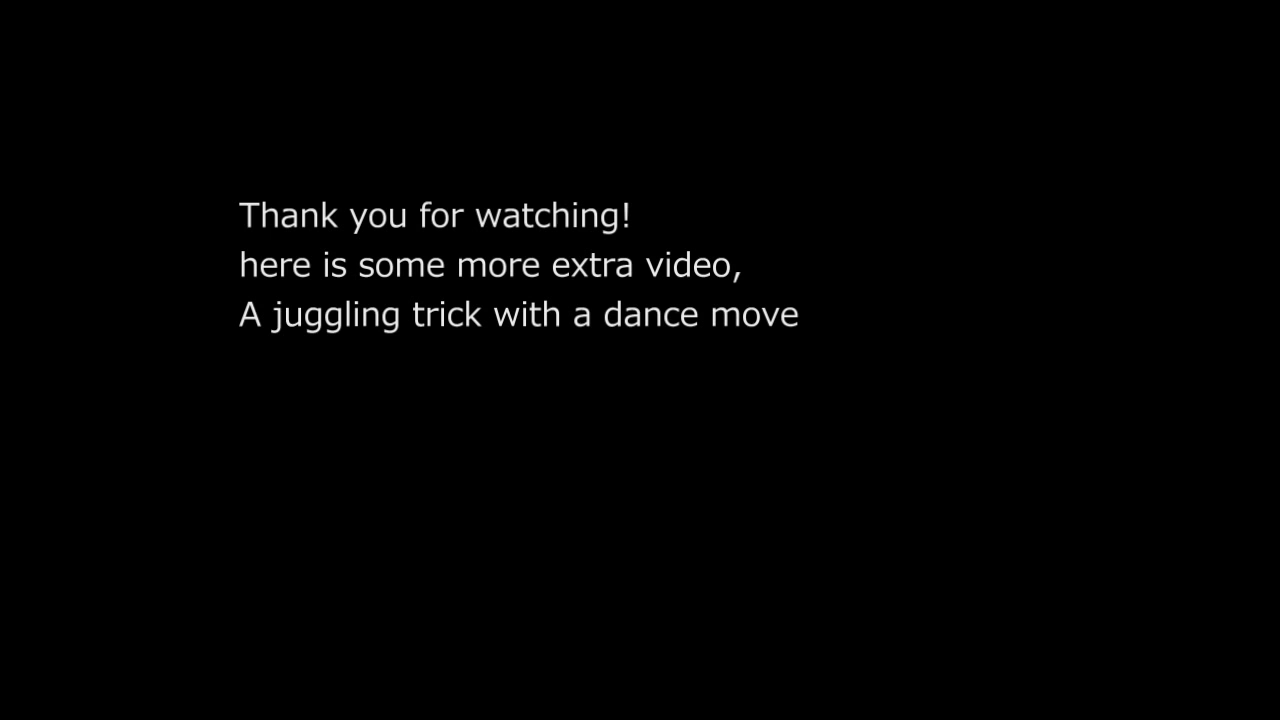 Thank you for watching!
here is some more extra video,
A juggling trick with a dance move